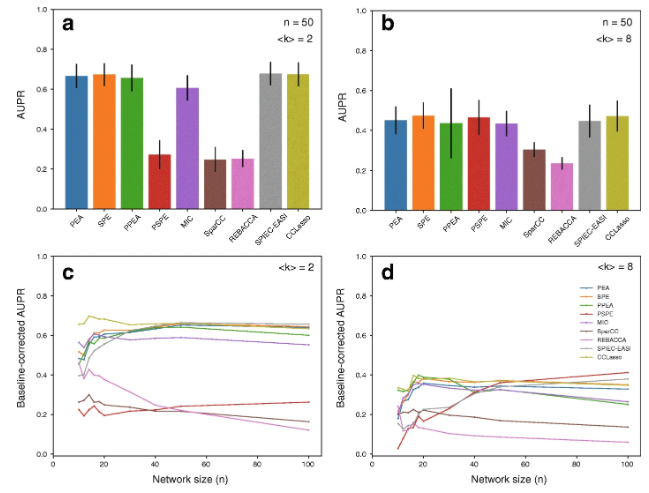 a
n = 50
<k> = 2
AUPR
1.0
0.8
0.6
0.4
0.2
0.0
PEA
SPE
PPEA
PSPE
MIC
SparCC
REBACCA
SPIEC-EASI
CCLasso
b
n = 50
<k> = 8
AUPR
1.0
0.8
0.6
0.4
0.2
0.0
PEA
SPE
PPEA
PSPE
MIC
SparCC
REBACCA
SPIEC-EASI
CCLasso
c
<k> = 2
Baseline-corrected AUPR
1.0
0.8
0.6
0.4
0.2
0.0
20
40
60
80
100
Network size (n)
d
<k> = 8
Baseline-corrected AUPR
1.0
0.8
0.6
0.4
0.2
0.0
PEA
SPE
PPEA
PSPE
MIC
SparCC
REBACCA
SPIEC-EASI
CCLasso
20
40
60
80
100
Network size (n)